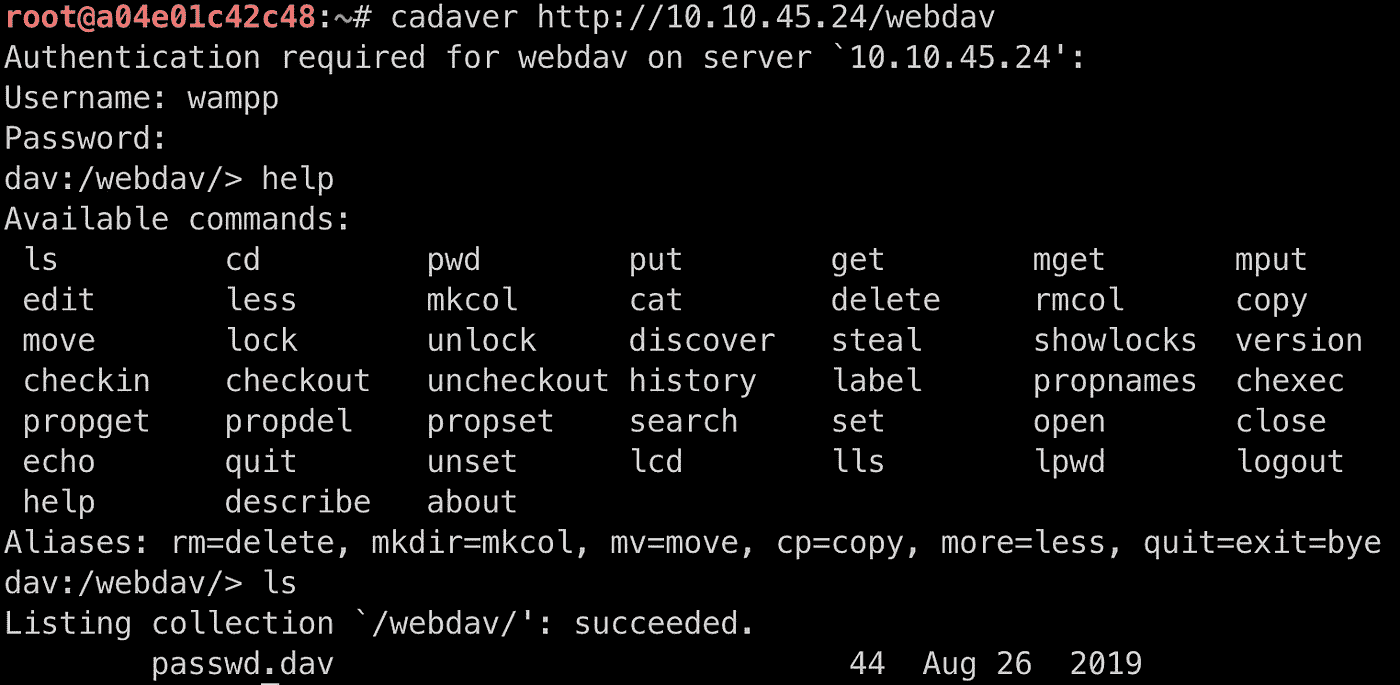 root@a04e01c42c48:~# cadaver http://10.10.45.24/webdav
Authentication required for webdav on server `10.10.45.24':
Username: wampp
Password:
dav:/webdav/> help
Available commands:
 ls         cd         pwd        put        get        mget       mput
 edit       less       mkcol      cat        delete     rmcol      copy
 move       lock       unlock     discover   steal      showlocks  version
 checkin    checkout   uncheckout history    label      propnames  chexec
 propget    propdel    propset    search     set        open       close
 echo       quit       unset      lcd        lls        lpwd       logout
 help       describe   about
Aliases: rm=delete, mkdir=mkcol, mv=move, cp=copy, more=less, quit=exit=bye
dav:/webdav/> ls
Listing collection `/webdav/': succeeded.
        passwd.dav                            44  Aug 26  2019